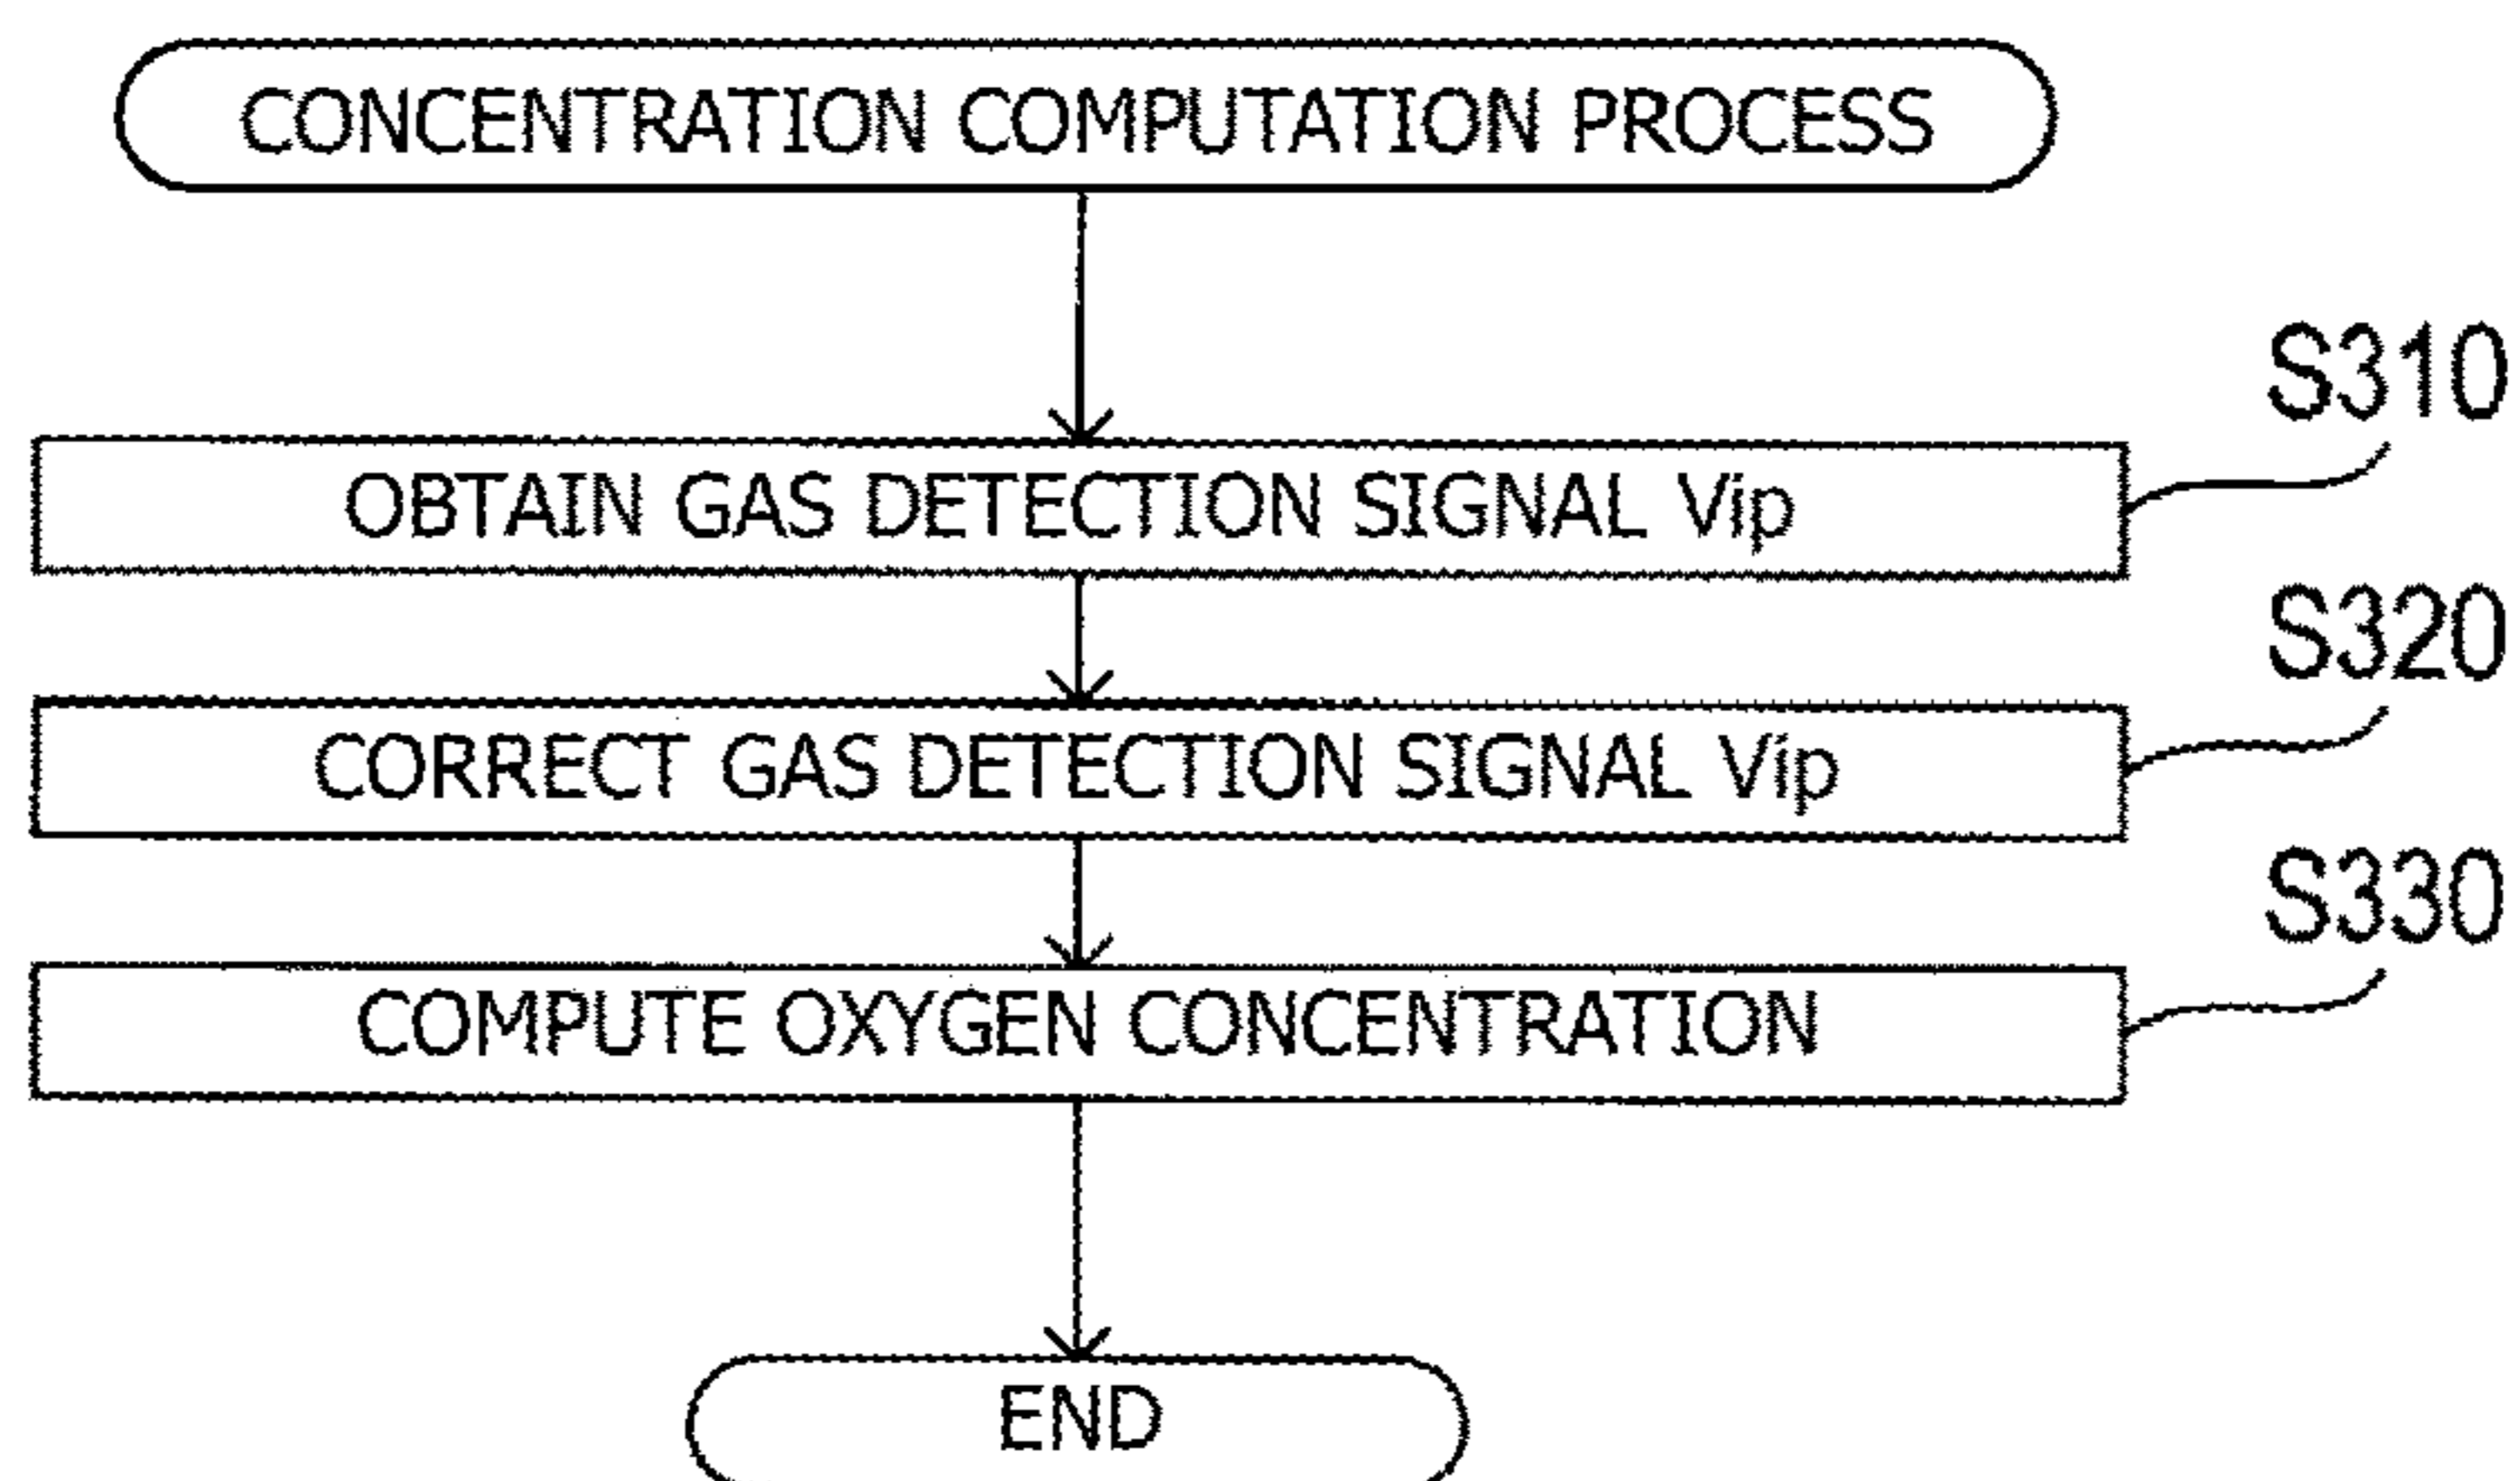 CONCENTRATION COMPUTATION PROCESS
S310
OBTAIN GAS DETECTION SIGNAL Vip
S320
CORRECT GAS DETECTION SIGNAL Vip
S330
COMPUTE OXYGEN CONCENTRATION
END